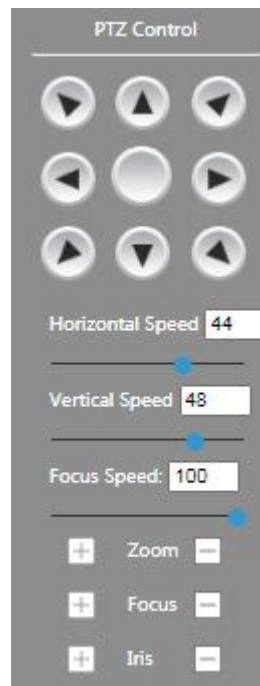 PTZ Control
Horizontal Speed 44
Vertical Speed 48
Focus Speed: 100
+ Zoom −
+ Focus −
+ Iris −